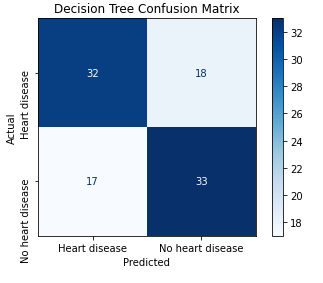 Decision Tree Confusion Matrix
Actual
Heart disease
No heart disease
32
18
17
33
Heart disease
No heart disease
Predicted
32
30
28
26
24
22
20
18